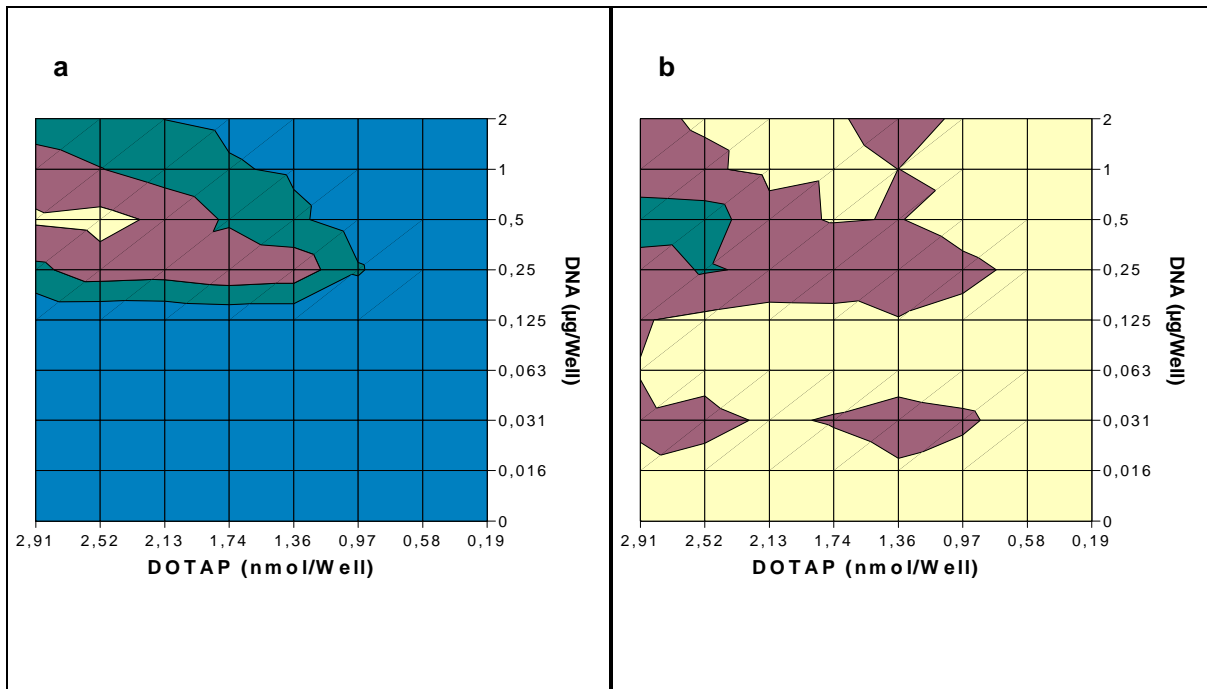 a
2
1
0,5
0,25
0,125
0,063
0,031
0,016
0
DNA (µg/Well)
2,91 2,52 2,13 1,74 1,36 0,97 0,58 0,19
DOTAP (nmol/Well)
b
2
1
0,5
0,25
0,125
0,063
0,031
0,016
0
DNA (µg/Well)
2,91 2,52 2,13 1,74 1,36 0,97 0,58 0,19
DOTAP (nmol/Well)